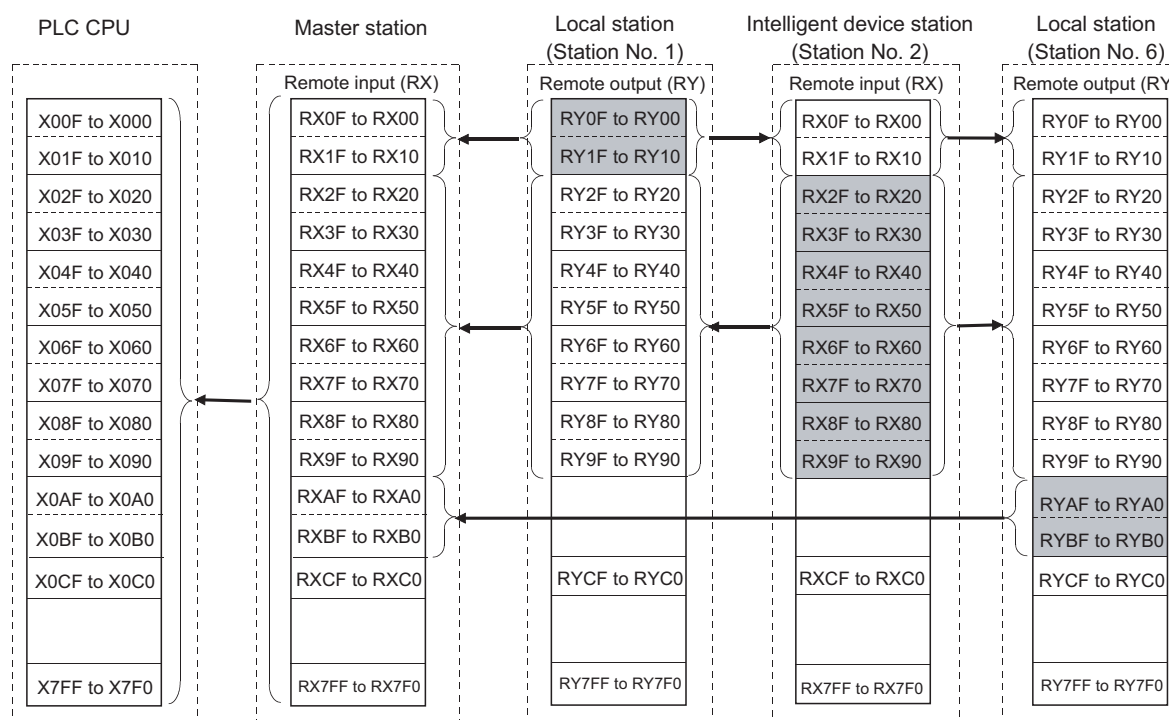 PLC CPU
Master station
Local station
(Station No. 1)
Intelligent device station
(Station No. 2)
Local station
(Station No. 6)
Remote input (RX)
Remote output (RY)
Remote input (RX)
Remote output (RY
X00F to X000
RX0F to RX00
RY0F to RY00
RX0F to RX00
RY0F to RY00
X01F to X010
RX1F to RX10
RY1F to RY10
RX1F to RX10
RY1F to RY10
X02F to X020
RX2F to RX20
RY2F to RY20
RX2F to RX20
RY2F to RY20
X03F to X030
RX3F to RX30
RY3F to RY30
RX3F to RX30
RY3F to RY30
X04F to X040
RX4F to RX40
RY4F to RY40
RX4F to RX40
RY4F to RY40
X05F to X050
RX5F to RX50
RY5F to RY50
RX5F to RX50
RY5F to RY50
X06F to X060
RX6F to RX60
RY6F to RY60
RX6F to RX60
RY6F to RY60
X07F to X070
RX7F to RX70
RY7F to RY70
RX7F to RX70
RY7F to RY70
X08F to X080
RX8F to RX80
RY8F to RY80
RX8F to RX80
RY8F to RY80
X09F to X090
RX9F to RX90
RY9F to RY90
RX9F to RX90
RY9F to RY90
X0AF to X0A0
RXAF to RXA0
RYAF to RYA0
X0BF to X0B0
RXBF to RXB0
RYBF to RYB0
X0CF to X0C0
RXCF to RXC0
RYCF to RYC0
RXCF to RXC0
RYCF to RYC0
X7FF to X7F0
RX7FF to RX7F0
RY7FF to RY7F0
RX7FF to RX7F0
RY7FF to RY7F0